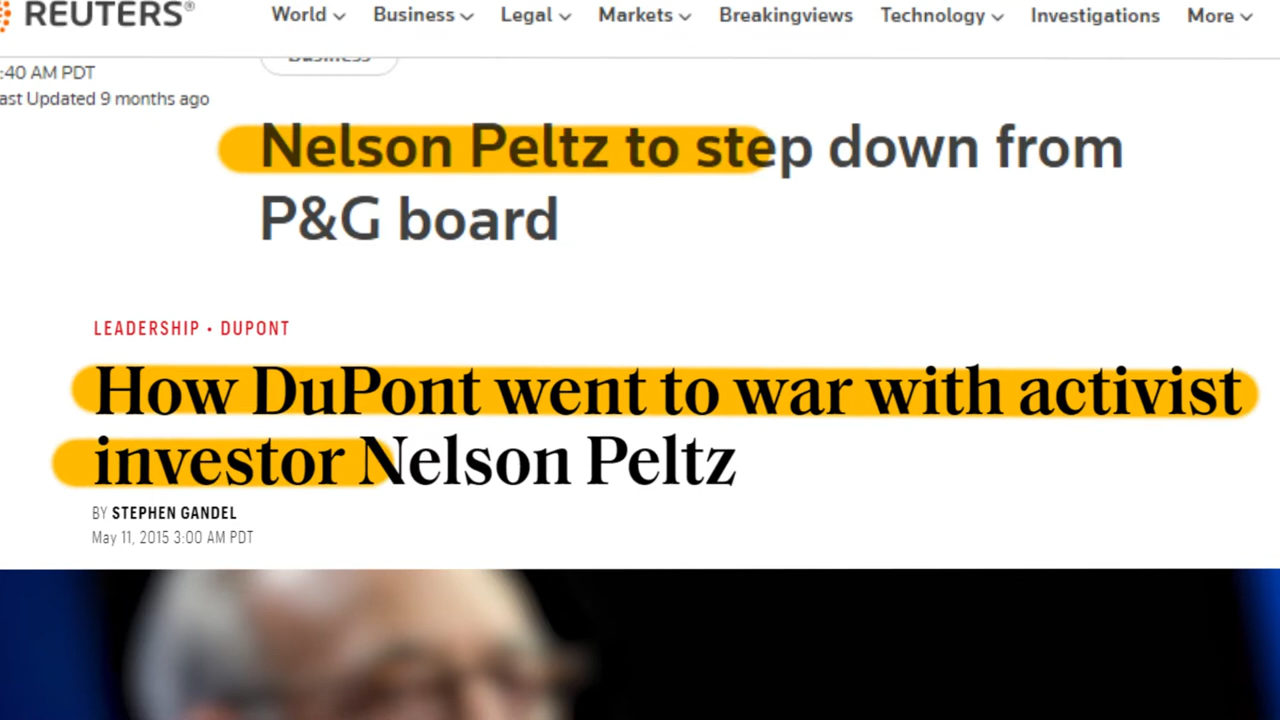 REUTERS®
World Business Legal Markets Breakingviews Technology Investigations More
:40 AM PDT
Business
ast Updated 9 months ago
Nelson Peltz to step down from
P&G board
LEADERSHIP • DUPONT
How DuPont went to war with activist
investor Nelson Peltz
BY STEPHEN GANDEL
May 11, 2015 3:00 AM PDT